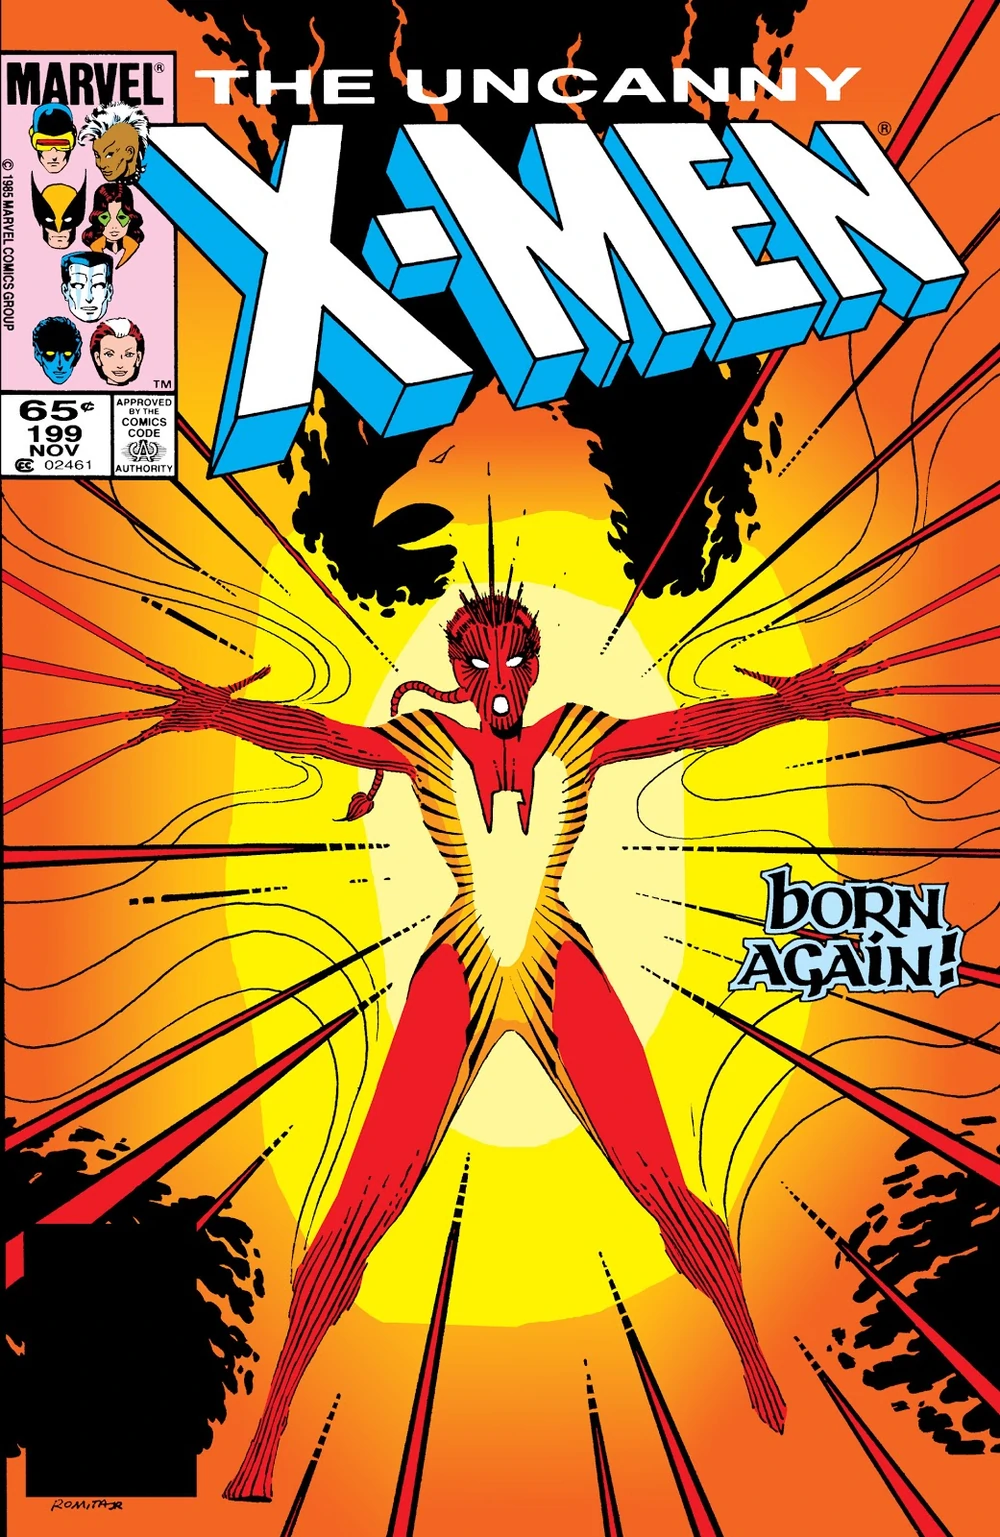 MARVEL®
© 1985 MARVEL COMICS GROUP
TM
65¢
199
NOV
CC 02461
APPROVED
BY THE
COMICS
CODE
CA
AUTHORITY
THE UNCANNY
X-MEN®
BORN
AGAIN!
ROMITA JR